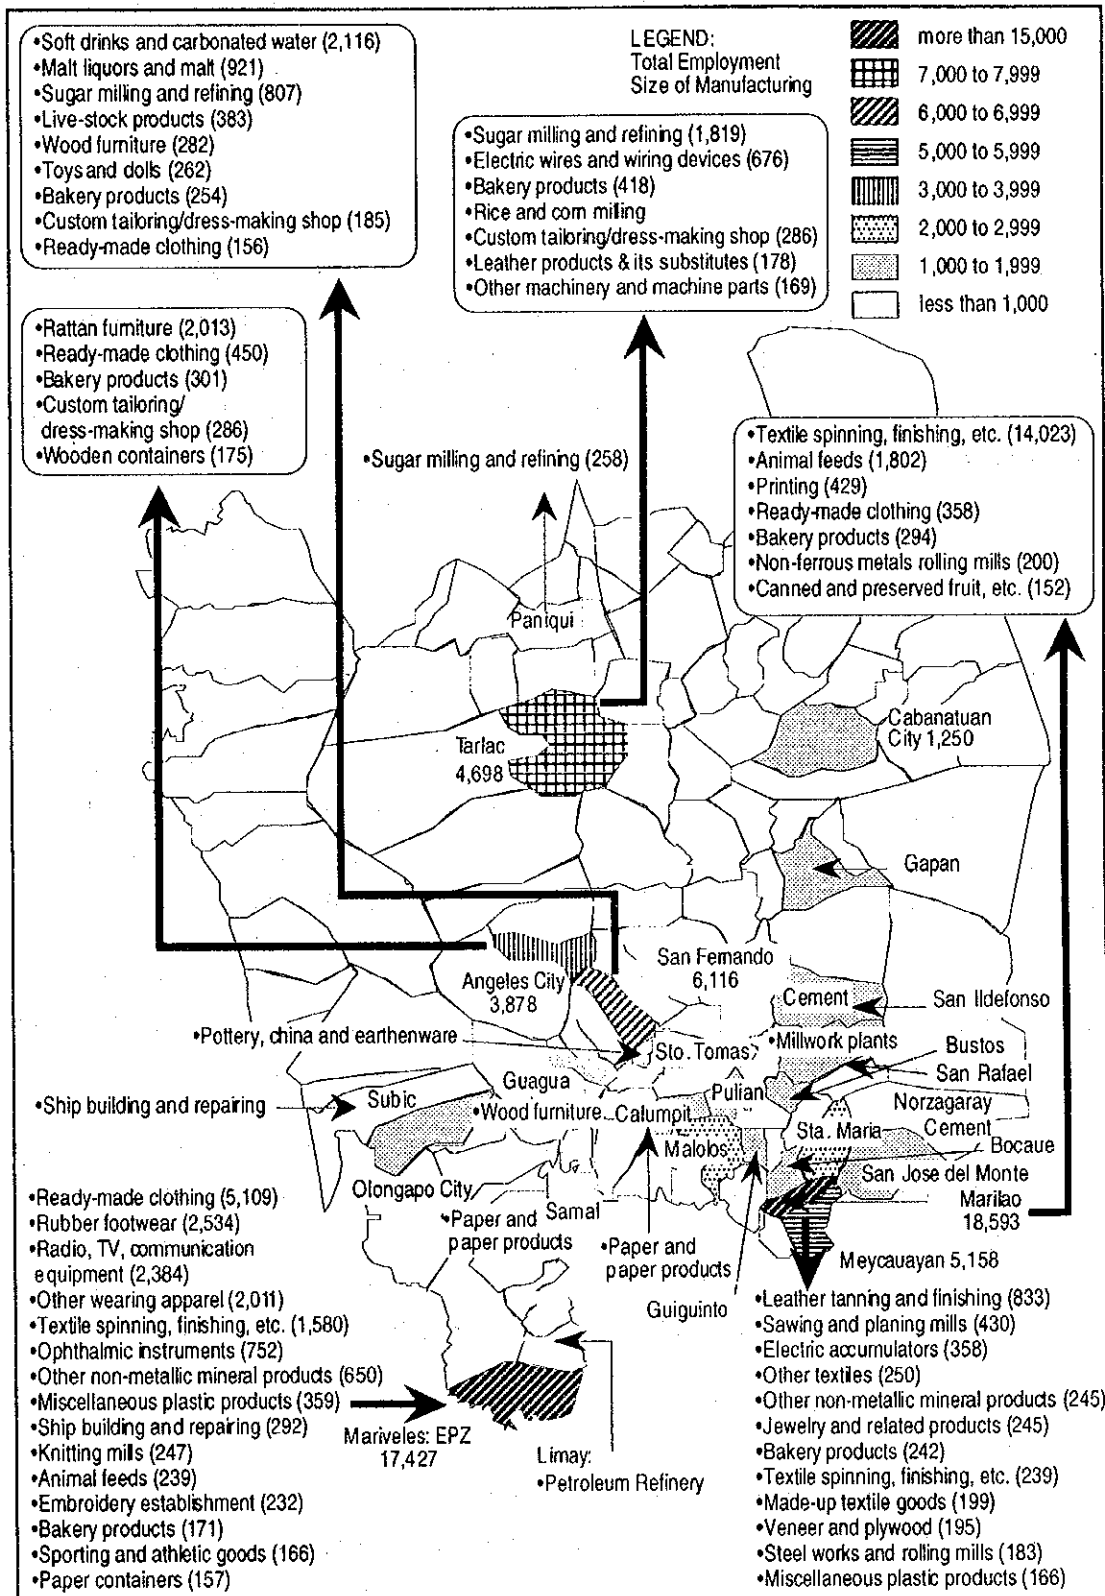 •Soft drinks and carbonated water (2,116)
•Malt liquors and malt (921)
•Sugar milling and refining (807)
•Live-stock products (383)
•Wood furniture (282)
•Toys and dolls (262)
•Bakery products (254)
•Custom tailoring/dress-making shop (185)
•Ready-made clothing (156)
LEGEND:
Total Employment
Size of Manufacturing
more than 15,000
7,000 to 7,999
6,000 to 6,999
5,000 to 5,999
3,000 to 3,999
2,000 to 2,999
1,000 to 1,999
less than 1,000
•Sugar milling and refining (1,819)
•Electric wires and wiring devices (676)
•Bakery products (418)
•Rice and corn milling
•Custom tailoring/dress-making shop (286)
•Leather products & its substitutes (178)
•Other machinery and machine parts (169)
•Rattan furniture (2,013)
•Ready-made clothing (450)
•Bakery products (301)
•Custom tailoring/
dress-making shop (286)
•Wooden containers (175)
•Sugar milling and refining (258)
•Textile spinning, finishing, etc. (14,023)
•Animal feeds (1,802)
•Printing (429)
•Ready-made clothing (358)
•Bakery products (294)
•Non-ferrous metals rolling mills (200)
•Canned and preserved fruit, etc. (152)
Paniqui
Tarlac
4,698
Cabanatuan
City 1,250
Gapan
San Fernando
6,116
Angeles City
3,878
Cement
San Ildefonso
•Pottery, china and earthenware
Sto. Tomas
•Millwork plants
Bustos
San Rafael
Guagua
Pulian
Norzagaray
Cement
•Ship building and repairing
Subic
•Wood furniture
Calumpit
Malolos
Sta. Maria
Bocaue
San Jose del Monte
Olongapo City
Samal
Marilao
18,593
•Paper and
paper products
•Paper and
paper products
Meycauayan 5,158
Guiguinto
•Ready-made clothing (5,109)
•Rubber footwear (2,534)
•Radio, TV, communication
equipment (2,384)
•Other wearing apparel (2,011)
•Textile spinning, finishing, etc. (1,580)
•Ophthalmic instruments (752)
•Other non-metallic mineral products (650)
•Miscellaneous plastic products (359)
•Ship building and repairing (292)
•Knitting mills (247)
•Animal feeds (239)
•Embroidery establishment (232)
•Bakery products (171)
•Sporting and athletic goods (166)
•Paper containers (157)
Mariveles: EPZ
17,427
Limay:
•Petroleum Refinery
•Leather tanning and finishing (833)
•Sawing and planing mills (430)
•Electric accumulators (358)
•Other textiles (250)
•Other non-metallic mineral products (245)
•Jewelry and related products (245)
•Bakery products (242)
•Textile spinning, finishing, etc. (239)
•Made-up textile goods (199)
•Veneer and plywood (195)
•Steel works and rolling mills (183)
•Miscellaneous plastic products (166)